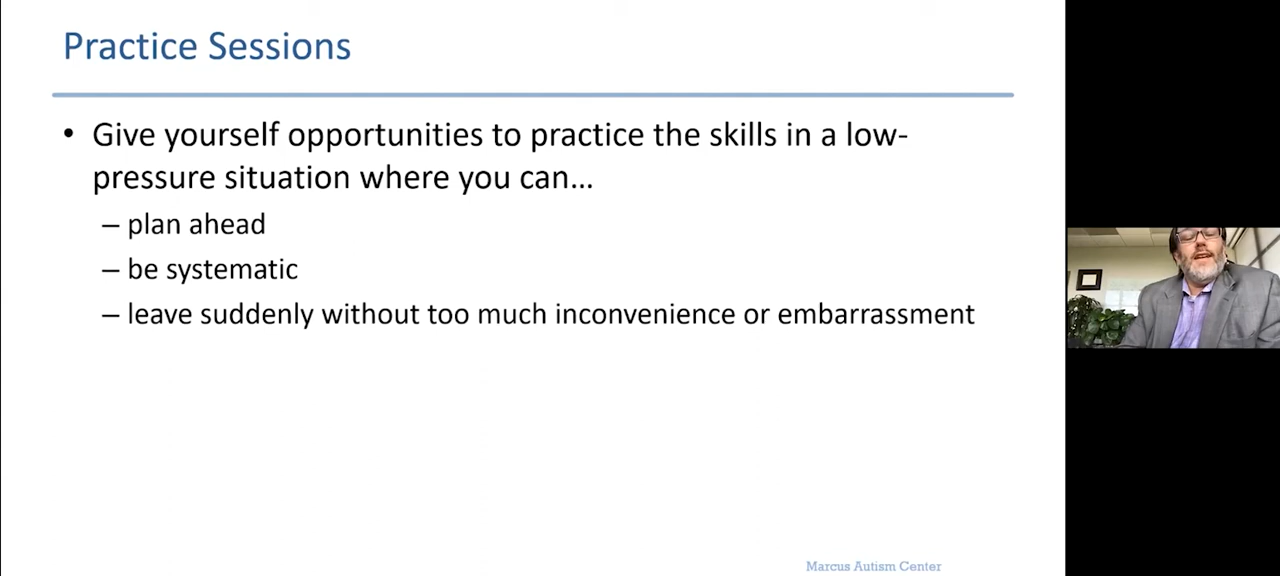 Practice Sessions
• Give yourself opportunities to practice the skills in a low-
pressure situation where you can…
– plan ahead
– be systematic
– leave suddenly without too much inconvenience or embarrassment
Marcus Autism Center